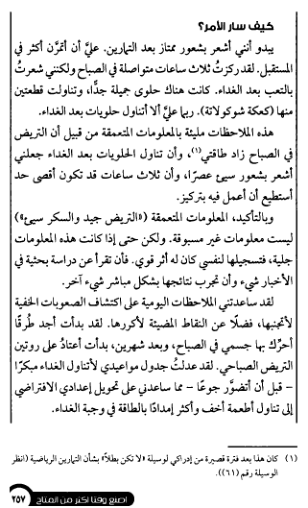 كيف سار الأمر؟
يبدو أنني أشعر بشعور ممتاز بعد التمارين. عليَّ أن أتمرَّن أكثر في
المستقبل. لقد ركزتُ ثلاث ساعات متواصلة في الصباح ولكنني شعرتُ
بالتعب بعد الغداء. كانت هناك حلوى جميلة جدًّا، وتناولت قطعتين
منها (كعكة شوكولاتة). ربما عليَّ ألا أتناول حلويات بعد الغداء.
هذه الملاحظات مليئة بالمعلومات المتعمقة من قبيل أن التريض
في الصباح زاد طاقتي(١)، وأن تناول الحلويات بعد الغداء جعلني
أشعر بشعور سيئ عصرًا، وأن ثلاث ساعات قد تكون أقصى حد
أستطيع أن أعمل فيه بتركيز.
وبالتأكيد، المعلومات المتعمقة («التريض جيد والسكر سيئ»)
ليست معلومات غير مسبوقة. ولكن حتى إذا كانت هذه المعلومات
جلية، فتسجيلها لنفسي كان له أثر قوي. فأن تقرأ عن دراسة بحثية في
الأخبار شيء وأن تجرب نتائجها بشكل مباشر شيء آخر.
لقد ساعدتني الملاحظات اليومية على اكتشاف الصعوبات الخفية
لأتجنبها، فضلًا عن النقاط المضيئة لأكررها. لقد بدأت أجد طُرقًا
أحرِّك بها جسمي في الصباح، وبعد شهرين، بدأت أعتادُ على روتين
التريض الصباحي. لقد عدلتُ جدول مواعيدي لأتناول الغداء مبكرًا
– قبل أن أتضوَّر جوعًا – مما ساعدني على تحويل إعدادي الافتراضي
إلى تناول أطعمة أخف وأكثر إمدادًا بالطاقة في وجبة الغداء.
(١) كان هذا بعد فترة قصيرة من إدراكي لوسيلة «لا تكن بطلًا» بشأن التمارين الرياضية (انظر
الوسيلة رقم (٦١)).
٢٥٧ اصنع وقتا أكثر من المتاح